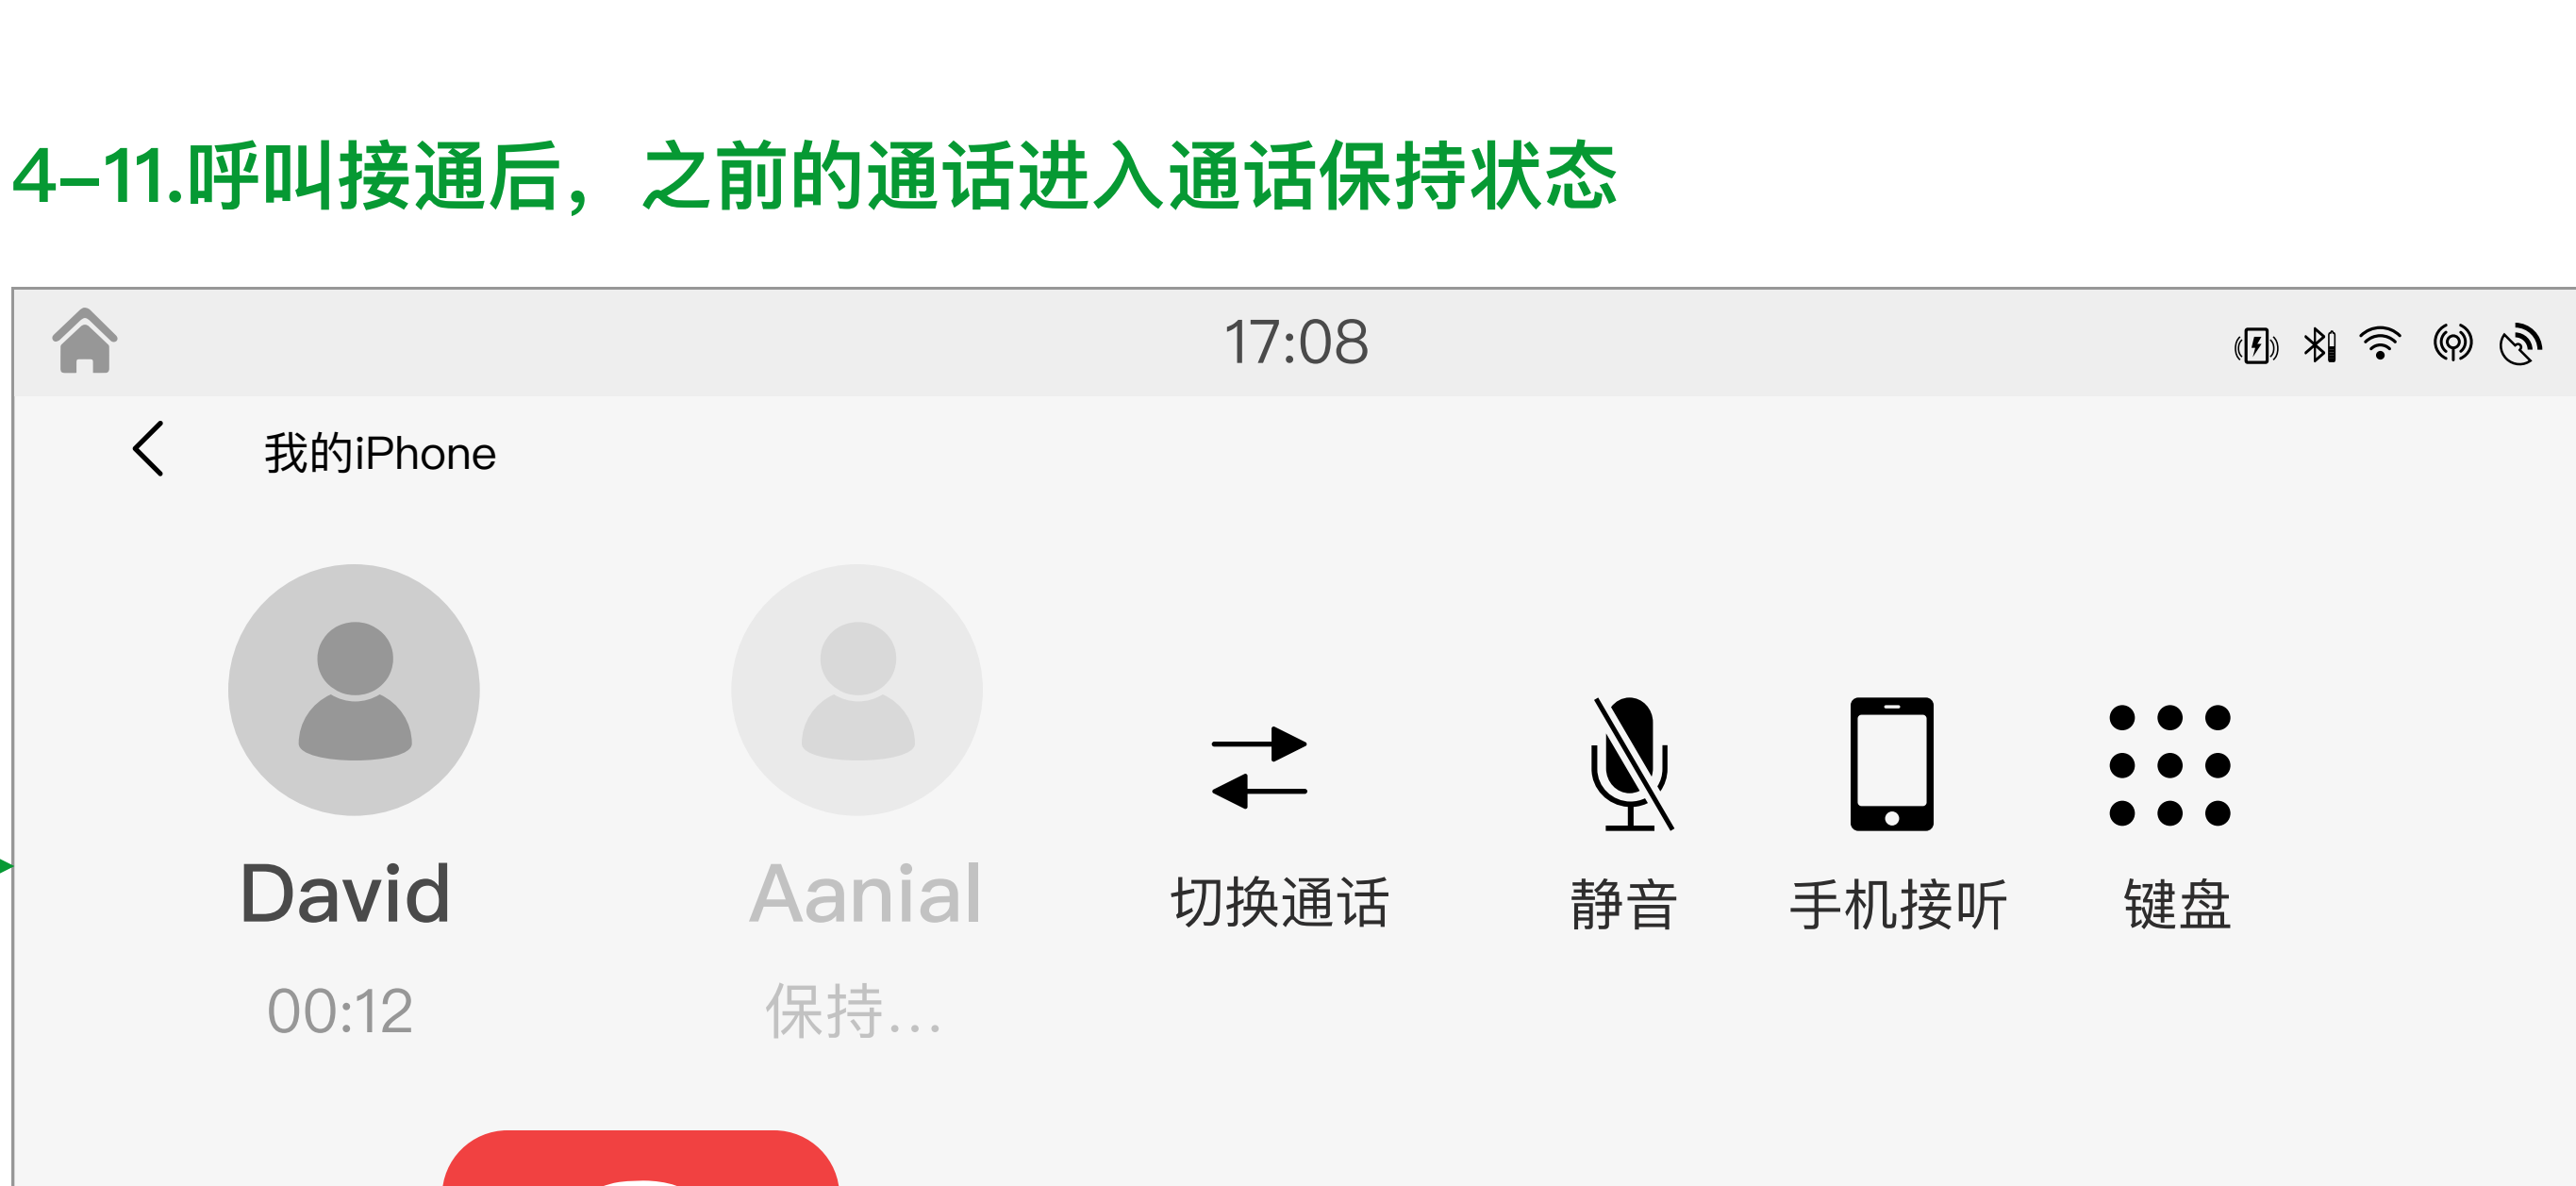 4-11.呼叫接通后，之前的通话进入通话保持状态
17:08
我的iPhone
David
Aanial
切换通话
静音
手机接听
键盘
00:12
保持...